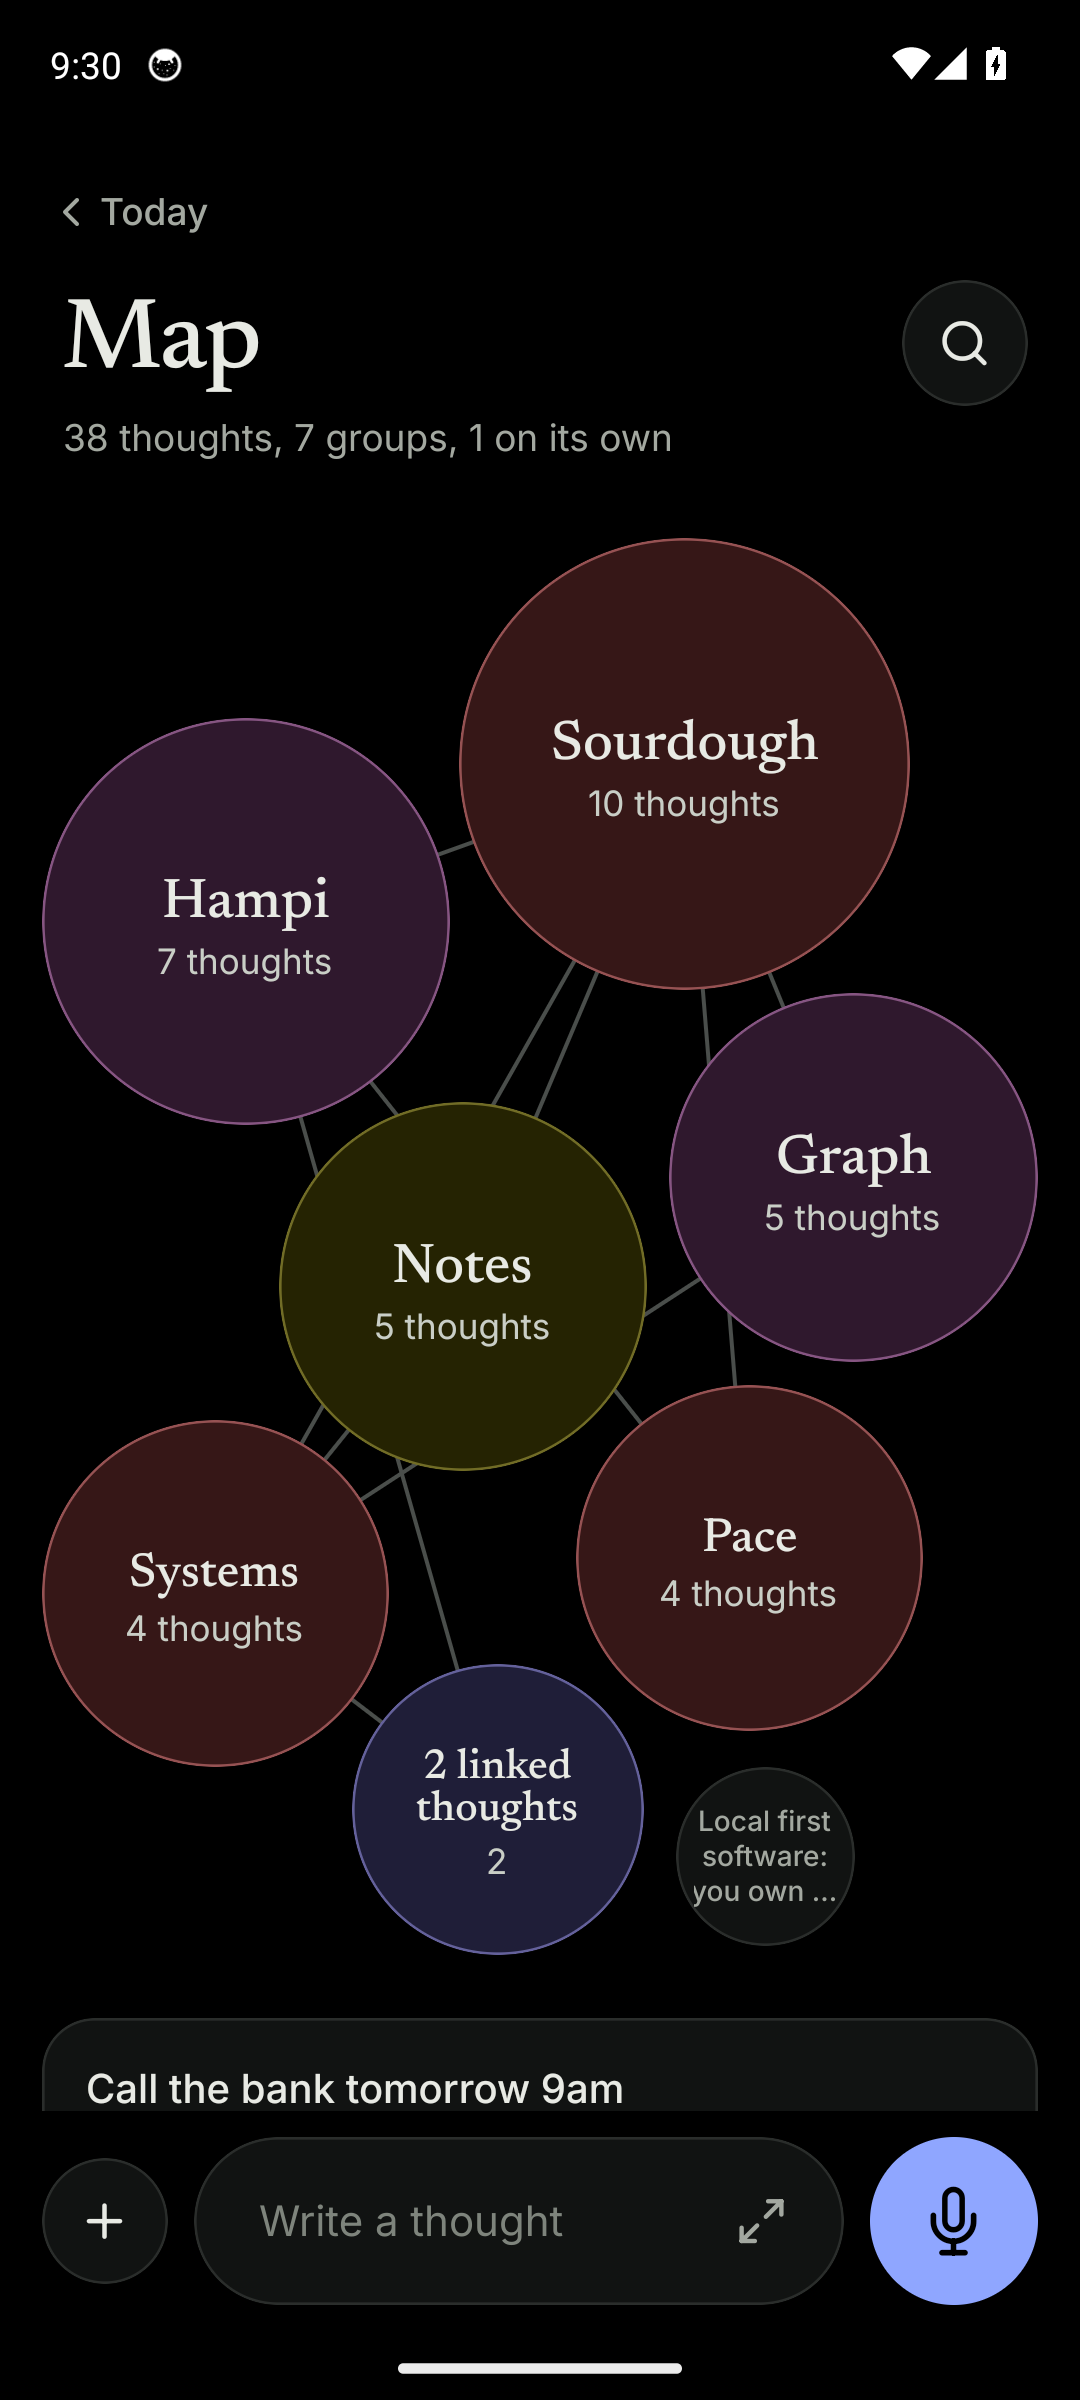 9:30
Today
Map
38 thoughts, 7 groups, 1 on its own
Sourdough
10 thoughts
Hampi
7 thoughts
Graph
5 thoughts
Notes
5 thoughts
Pace
4 thoughts
Systems
4 thoughts
2 linked
thoughts
2
Local first
software:
you own ...
Call the bank tomorrow 9am
Write a thought